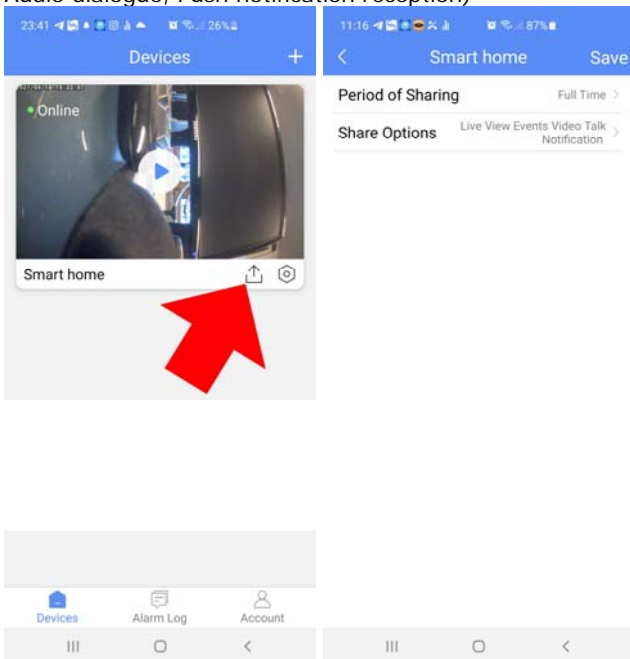 Audio dialogue, Push notification reception)
23:41
26%
Devices
+
Online
Smart home
Devices
Alarm Log
Account
11:16
87%
Smart home
Save
Period of Sharing
Full Time
Share Options
Live View Events Video Talk
Notification